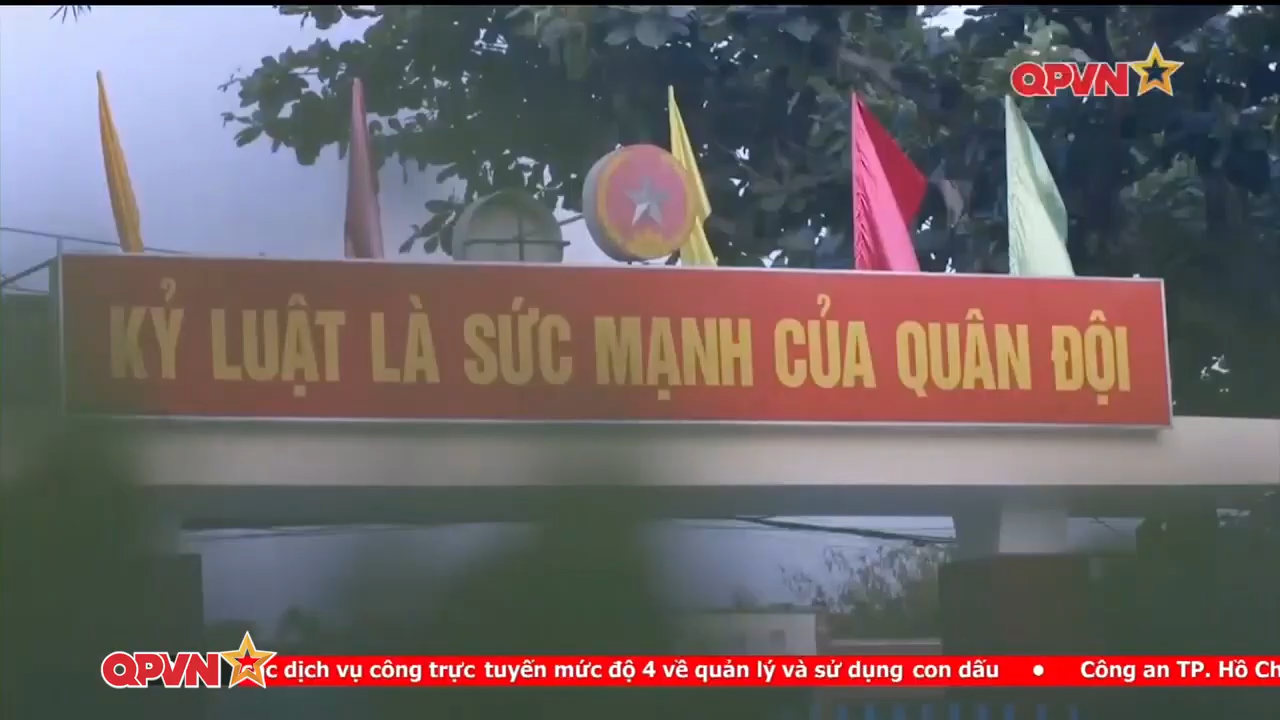 QPVN
KỶ LUẬT LÀ SỨC MẠNH CỦA QUÂN ĐỘI
QPVN dịch vụ công trực tuyến mức độ 4 về quản lý và sử dụng con dấu • Công an TP. Hồ